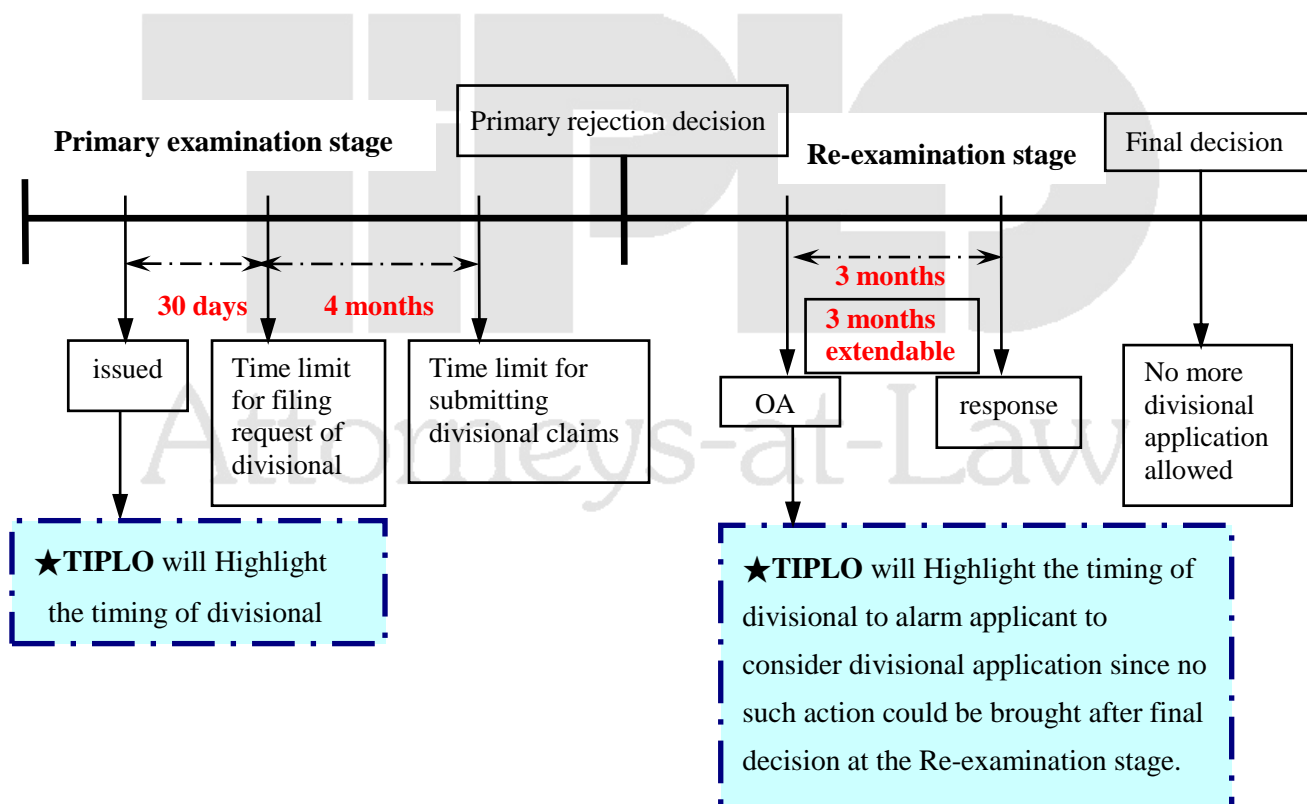 TIPLO
Attorneys-at-Law
Primary examination stage
Primary rejection decision
Re-examination stage
Final decision
30 days
4 months
3 months
3 months
extendable
issued
Time limit
for filing
request of
divisional
Time limit for
submitting
divisional claims
OA
response
No more
divisional
application
allowed
★TIPLO will Highlight
the timing of divisional
★TIPLO will Highlight the timing of
divisional to alarm applicant to
consider divisional application since no
such action could be brought after final
decision at the Re-examination stage.